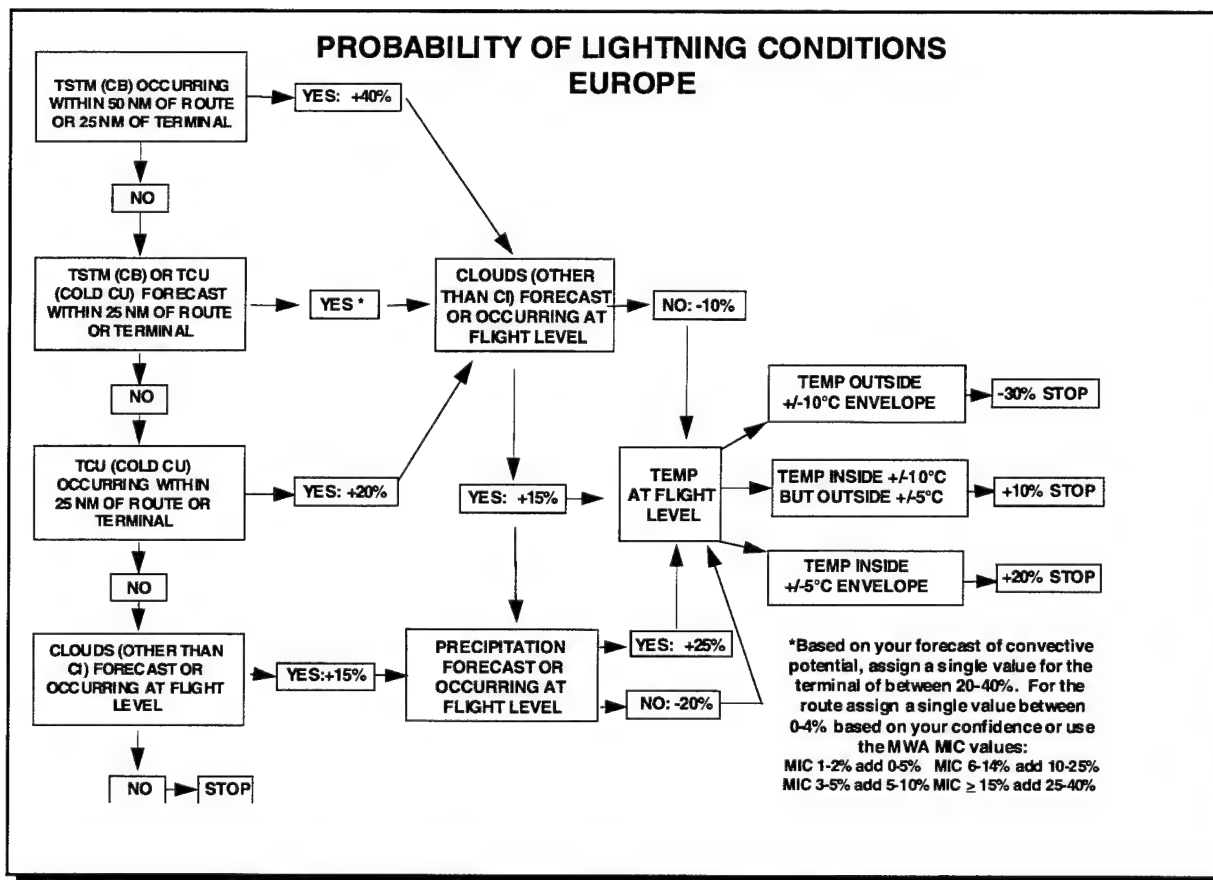 PROBABILITY OF LIGHTNING CONDITIONS
EUROPE
TSTM (CB) OCCURRING
WITHIN 50 NM OF ROUTE
OR 25 NM OF TERMINAL
YES: +40%
NO
TSTM (CB) OR TCU
(COLD CU) FORECAST
WITHIN 25 NM OF ROUTE
OR TERMINAL
YES *
CLOUDS (OTHER
THAN CI) FORECAST
OR OCCURRING AT
FLIGHT LEVEL
NO: -10%
NO
TCU (COLD CU)
OCCURRING WITHIN
25 NM OF ROUTE OR
TERMINAL
YES: +20%
YES: +15%
TEMP
AT FLIGHT
LEVEL
TEMP OUTSIDE
+/-10°C ENVELOPE
-30% STOP
TEMP INSIDE +/-10°C
BUT OUTSIDE +/-5°C
+10% STOP
TEMP INSIDE
+/-5°C ENVELOPE
+20% STOP
NO
CLOUDS (OTHER THAN
CI) FORECAST OR
OCCURRING AT FLIGHT
LEVEL
YES:+15%
PRECIPITATION
FORECAST OR
OCCURRING AT
FLIGHT LEVEL
YES: +25%
NO: -20%
NO
STOP
*Based on your forecast of convective
potential, assign a single value for the
terminal of between 20-40%. For the
route assign a single value between
0-4% based on your confidence or use
the MWA MIC values:
MIC 1-2% add 0-5% MIC 6-14% add 10-25%
MIC 3-5% add 5-10% MIC ≥ 15% add 25-40%